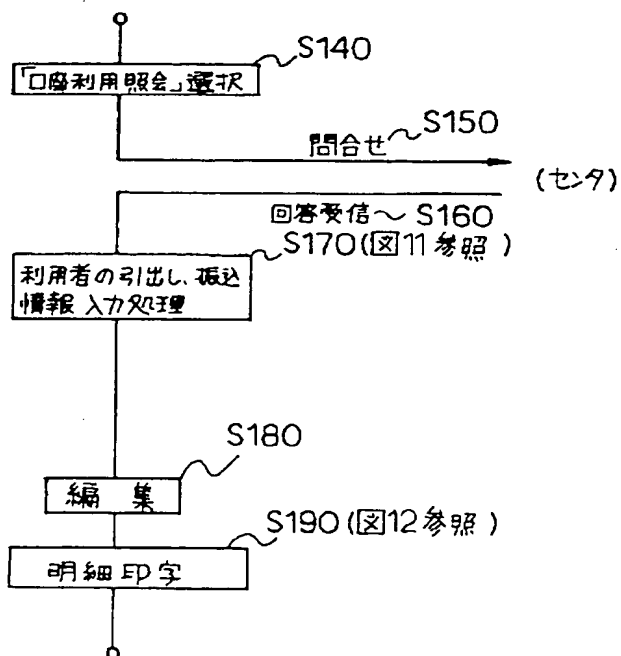 S140
「口座利用照会」選択
問合せ～S150
(センタ)
回答受信～S160
S170(図11参照)
利用者の引出し、振込
情報入力処理
S180
編 集
S190(図12参照)
明細印字